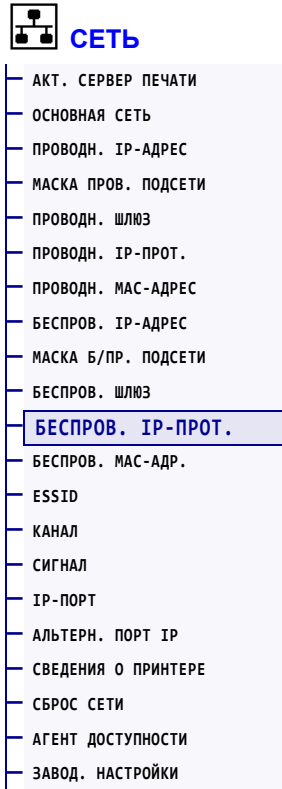 СЕТЬ
АКТ. СЕРВЕР ПЕЧАТИ
ОСНОВНАЯ СЕТЬ
ПРОВОДН. IP-АДРЕС
МАСКА ПРОВ. ПОДСЕТИ
ПРОВОДН. ШЛЮЗ
ПРОВОДН. IP-ПРОТ.
ПРОВОДН. MAC-АДРЕС
БЕСПРОВ. IP-АДРЕС
МАСКА Б/ПР. ПОДСЕТИ
БЕСПРОВ. ШЛЮЗ
БЕСПРОВ. IP-ПРОТ.
БЕСПРОВ. MAC-АДР.
ESSID
КАНАЛ
СИГНАЛ
IP-ПОРТ
АЛЬТЕРН. ПОРТ IP
СВЕДЕНИЯ О ПРИНТЕРЕ
СБРОС СЕТИ
АГЕНТ ДОСТУПНОСТИ
ЗАВОД. НАСТРОЙКИ